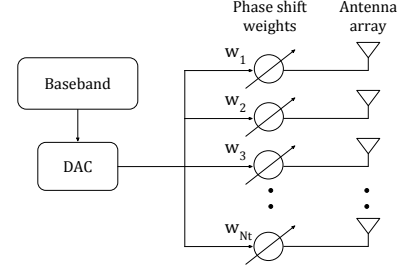 Phase shift
weights
Antenna
array
w1
Baseband
w2
DAC
w3
wNt